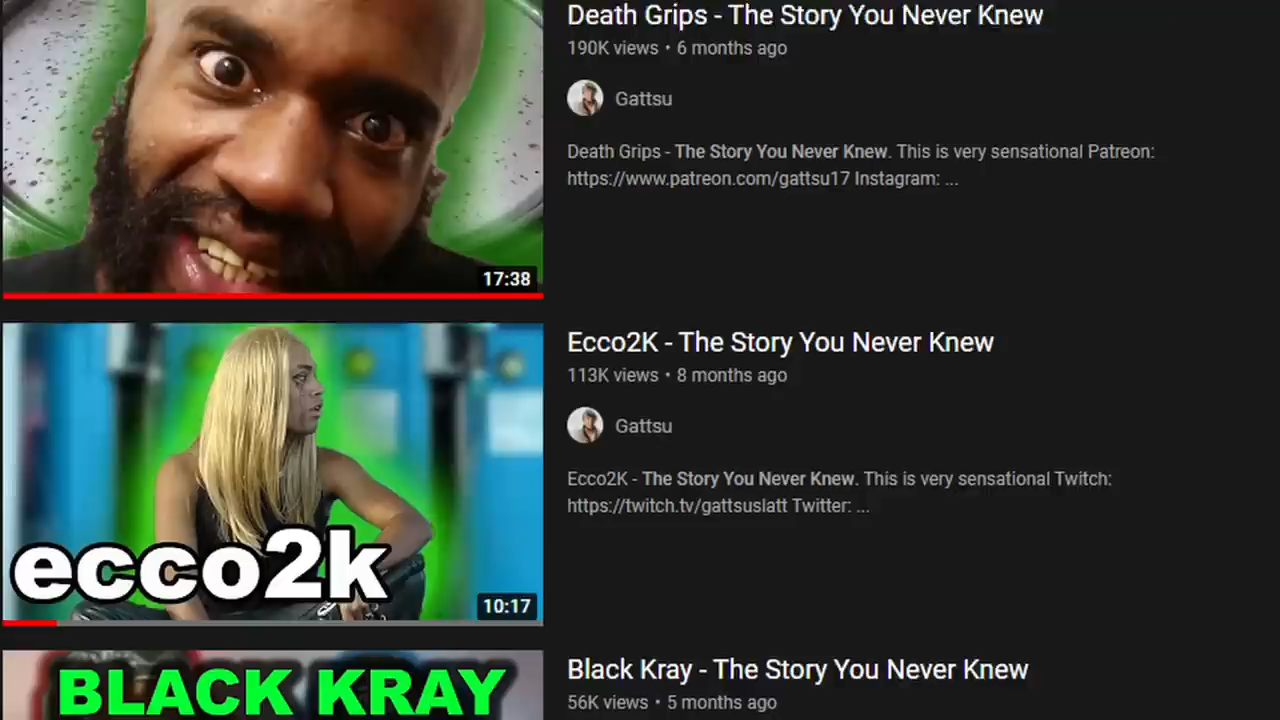 Death Grips - The Story You Never Knew
190K views • 6 months ago
Gattsu
Death Grips - The Story You Never Knew. This is very sensational Patreon:
https://www.patreon.com/gattsu17 Instagram: ...
17:38
Ecco2K - The Story You Never Knew
113K views • 8 months ago
Gattsu
Ecco2K - The Story You Never Knew. This is very sensational Twitch:
https://twitch.tv/gattsuslatt Twitter: ...
ecco2k
10:17
BLACK KRAY
Black Kray - The Story You Never Knew
56K views • 5 months ago